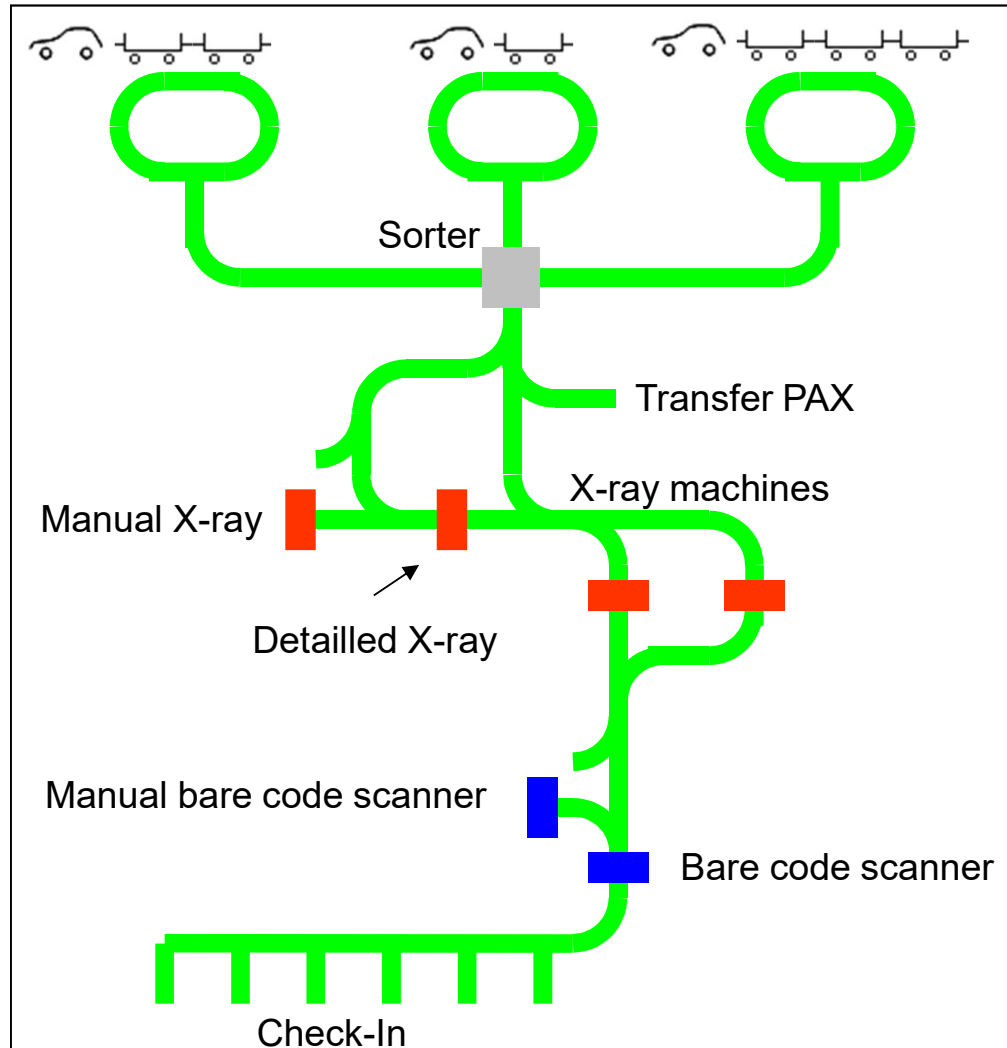 Sorter
Transfer PAX
X-ray machines
Manual X-ray
Detailled X-ray
Manual bare code scanner
Bare code scanner
Check-In